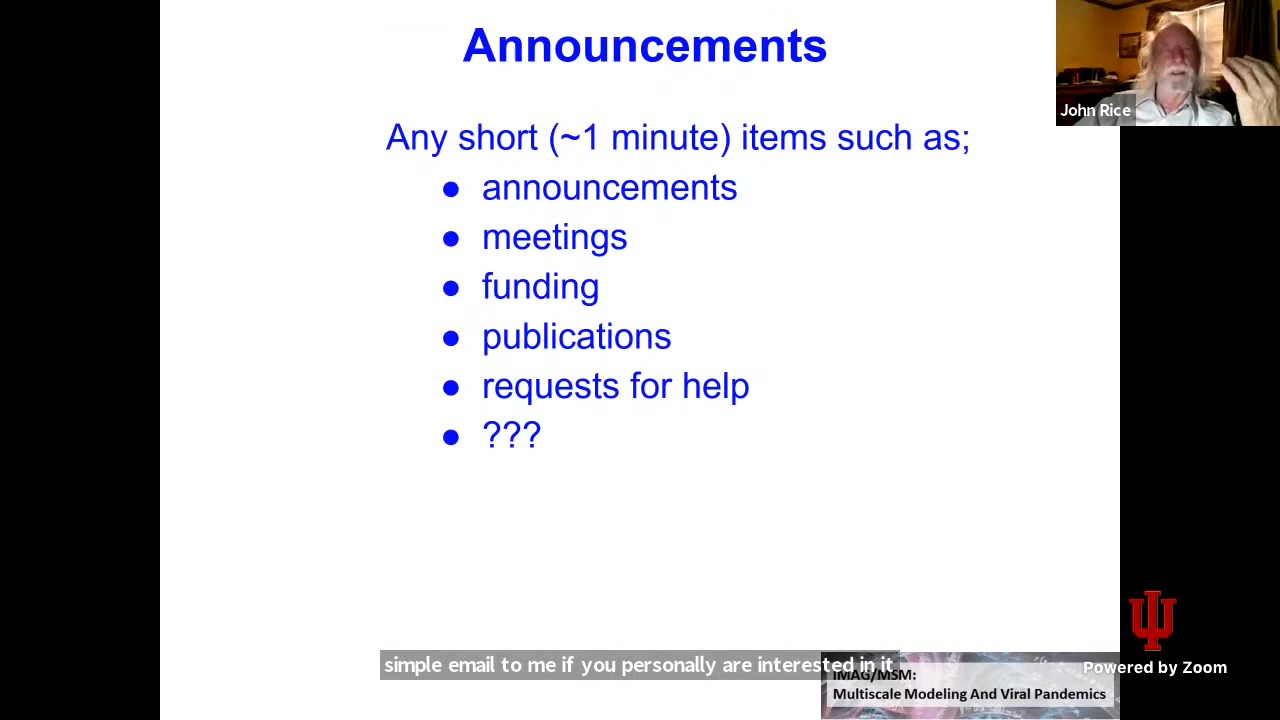 Announcements
John Rice
Any short (~1 minute) items such as;
● announcements
● meetings
● funding
● publications
● requests for help
● ???
simple email to me if you personally are interested in it
IMAG/MSM:
Multiscale Modeling And Viral Pandemics
Powered by Zoom